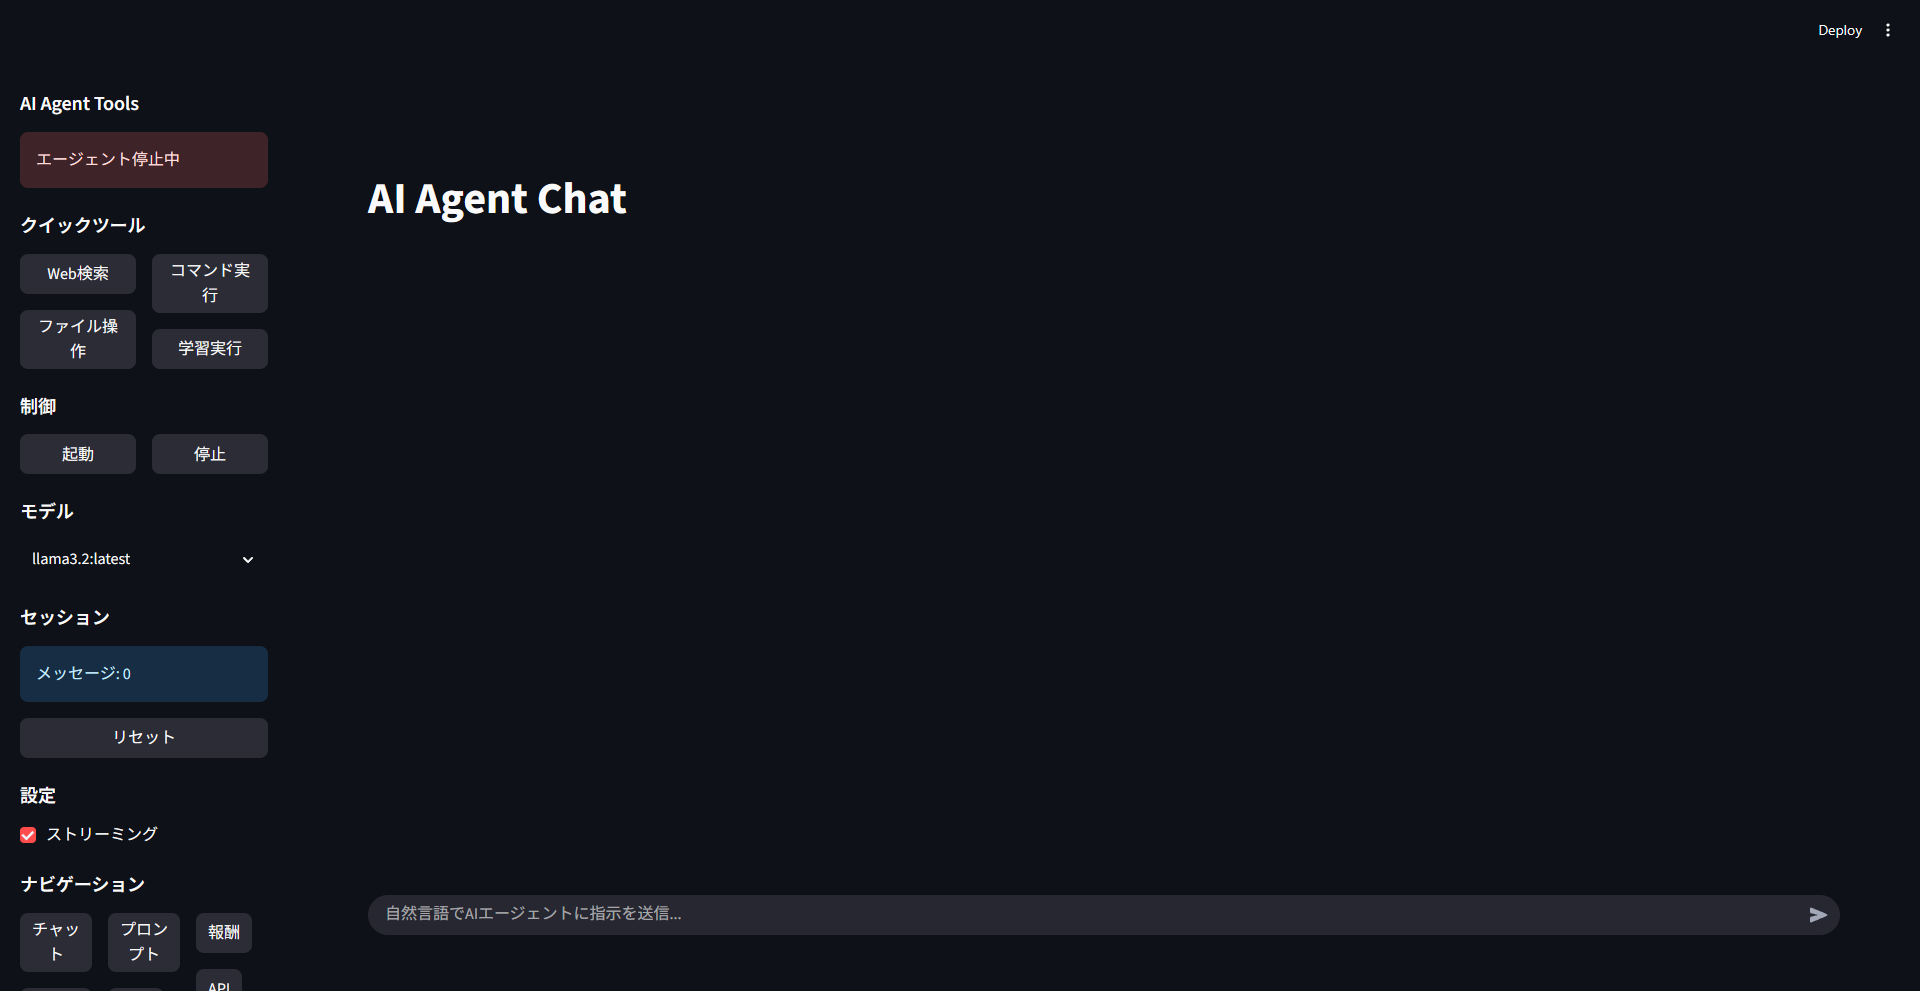 Deploy
AI Agent Tools
エージェント停止中
AI Agent Chat
クイックツール
Web検索
コマンド実
行
ファイル操
作
学習実行
制御
起動
停止
モデル
llama3.2:latest
セッション
メッセージ: 0
リセット
設定
ストリーミング
ナビゲーション
チャッ
ト
プロン
プト
報酬
API
自然言語でAIエージェントに指示を送信...